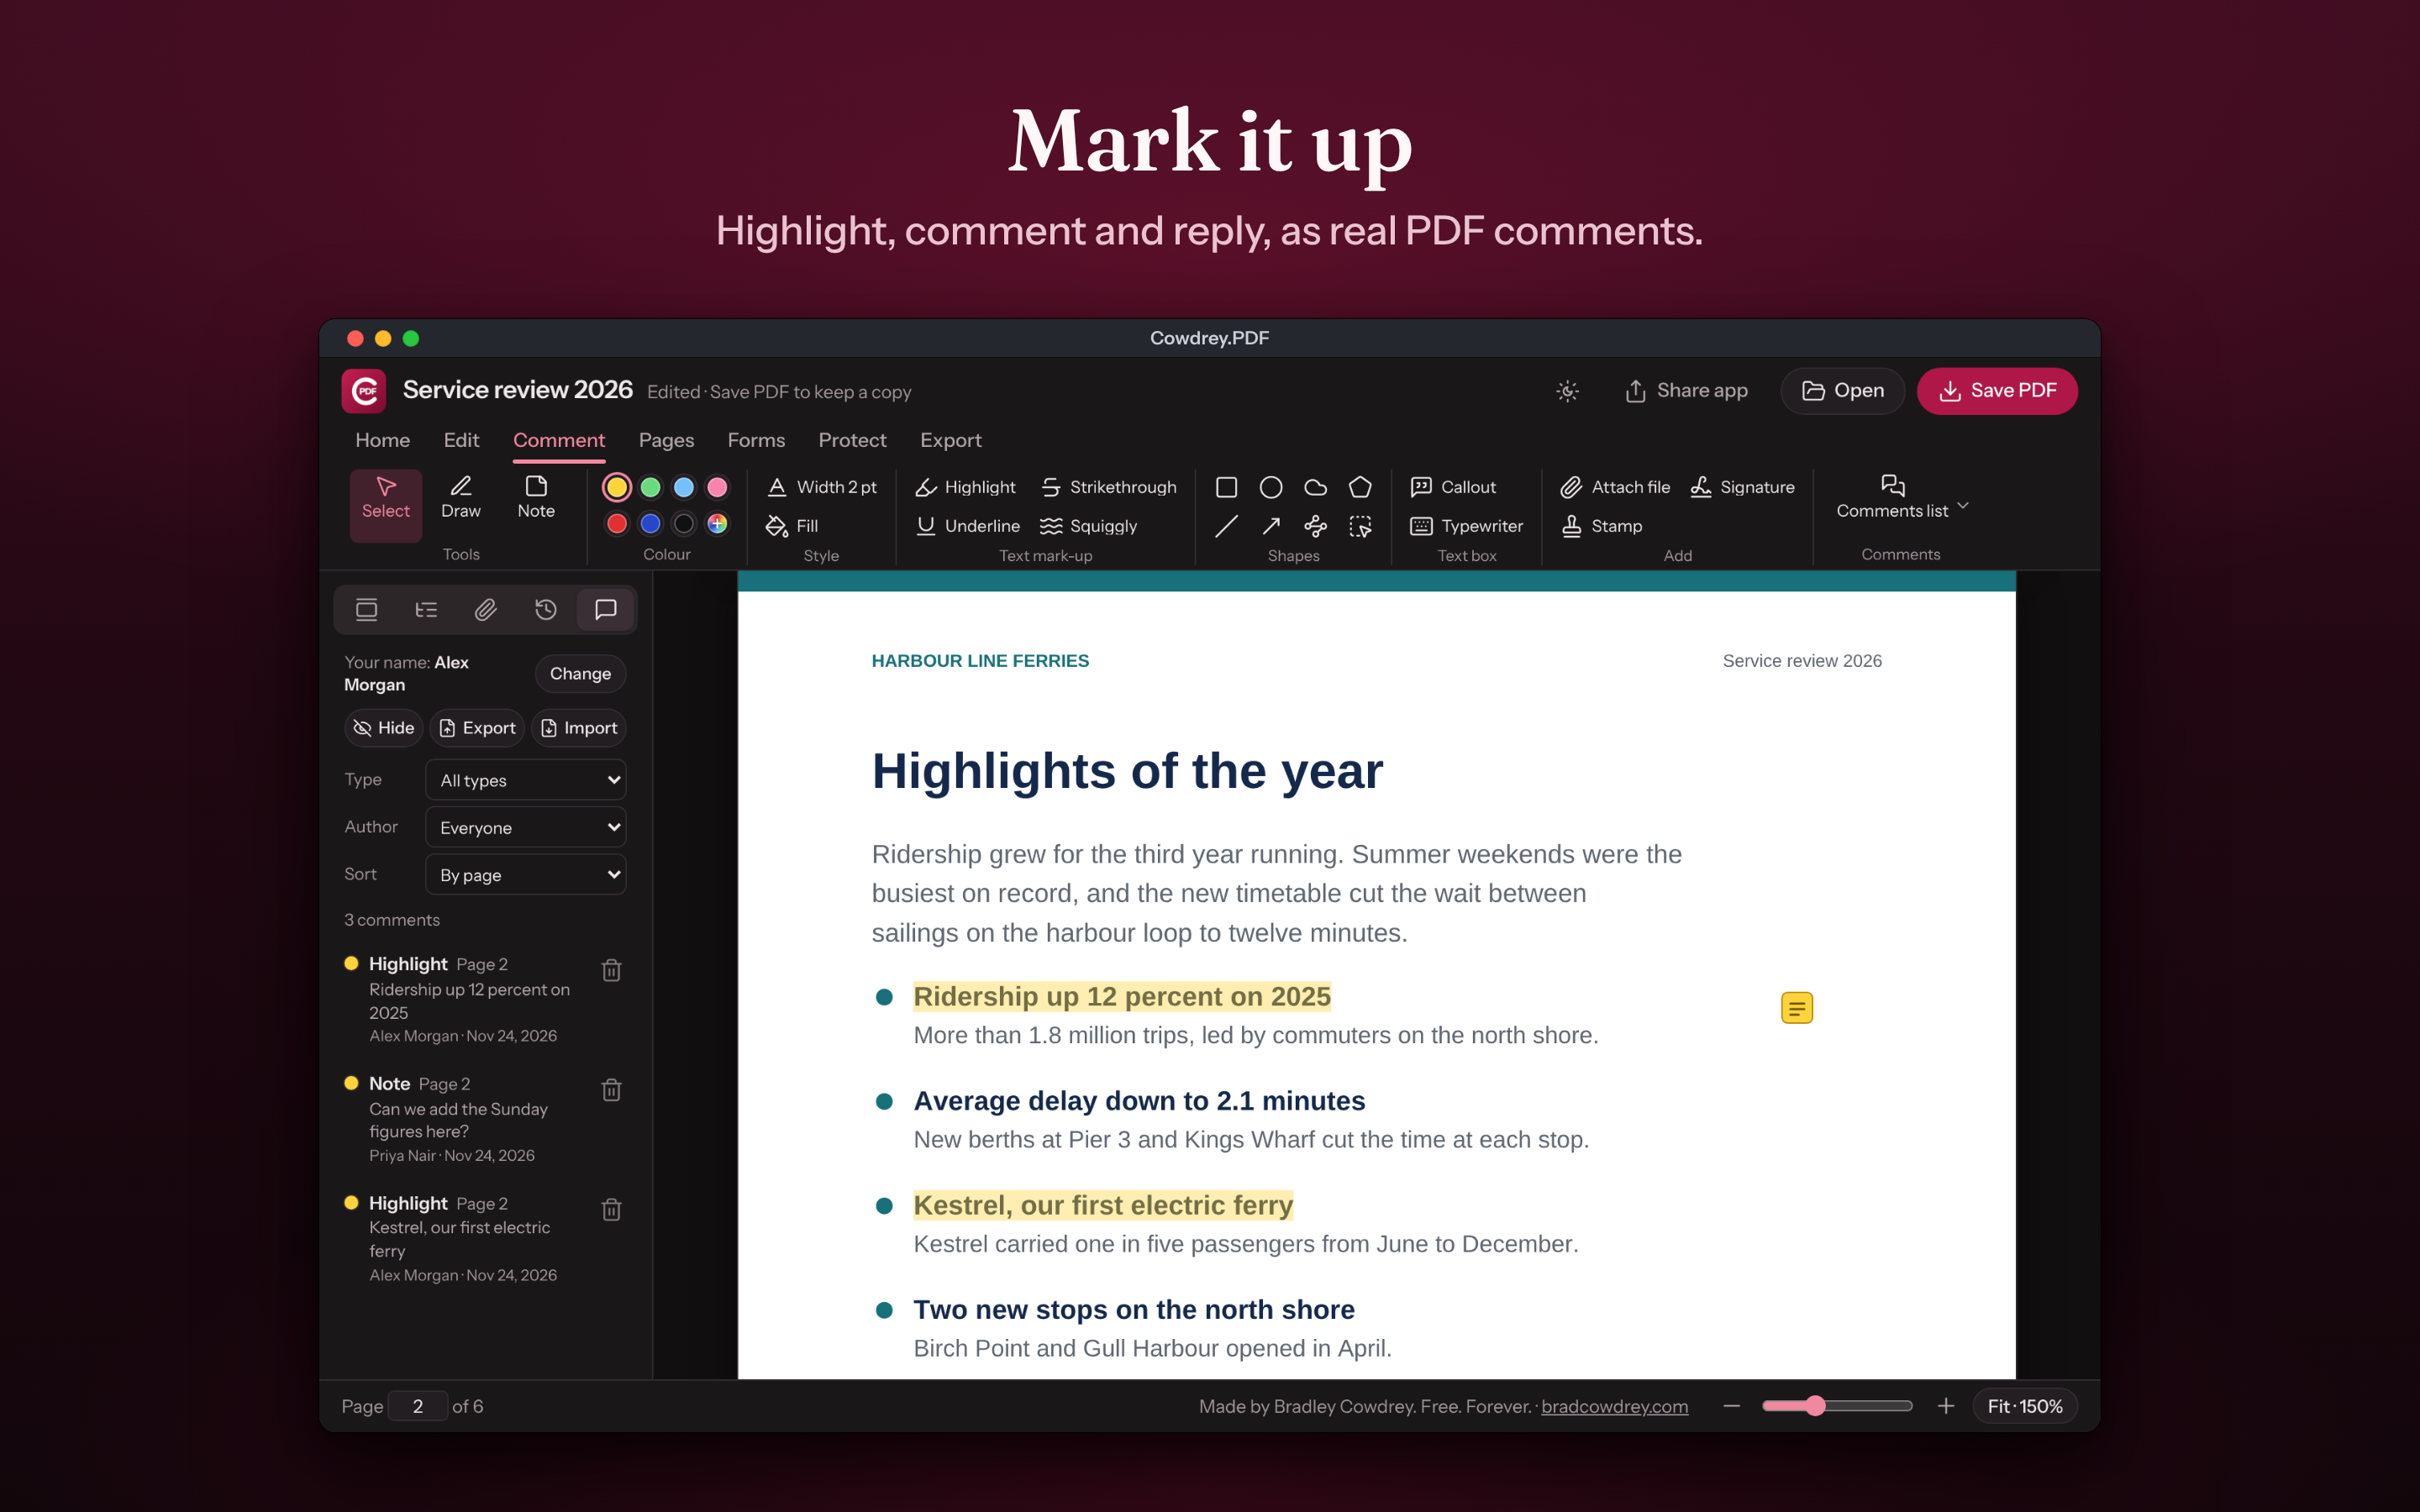 Mark it up
Highlight, comment and reply, as real PDF comments.
Cowdrey.PDF
PDF
Service review 2026 Edited · Save PDF to keep a copy
Share app Open Save PDF
Home Edit Comment Pages Forms Protect Export
Select Draw Note
Tools
Colour
Width 2 pt
Fill
Style
Highlight Strikethrough
Underline Squiggly
Text mark-up
Shapes
Callout
Typewriter
Text box
Attach file Signature
Stamp
Add
Comments list
Comments
Your name: Alex
Morgan
Change
Hide Export Import
Type All types
Author Everyone
Sort By page
3 comments
Highlight Page 2
Ridership up 12 percent on
2025
Alex Morgan · Nov 24, 2026
Note Page 2
Can we add the Sunday
figures here?
Priya Nair · Nov 24, 2026
Highlight Page 2
Kestrel, our first electric
ferry
Alex Morgan · Nov 24, 2026
HARBOUR LINE FERRIES Service review 2026
Highlights of the year
Ridership grew for the third year running. Summer weekends were the
busiest on record, and the new timetable cut the wait between
sailings on the harbour loop to twelve minutes.
Ridership up 12 percent on 2025
More than 1.8 million trips, led by commuters on the north shore.
Average delay down to 2.1 minutes
New berths at Pier 3 and Kings Wharf cut the time at each stop.
Kestrel, our first electric ferry
Kestrel carried one in five passengers from June to December.
Two new stops on the north shore
Birch Point and Gull Harbour opened in April.
Page 2 of 6
Made by Bradley Cowdrey. Free. Forever. · bradcowdrey.com
Fit · 150%